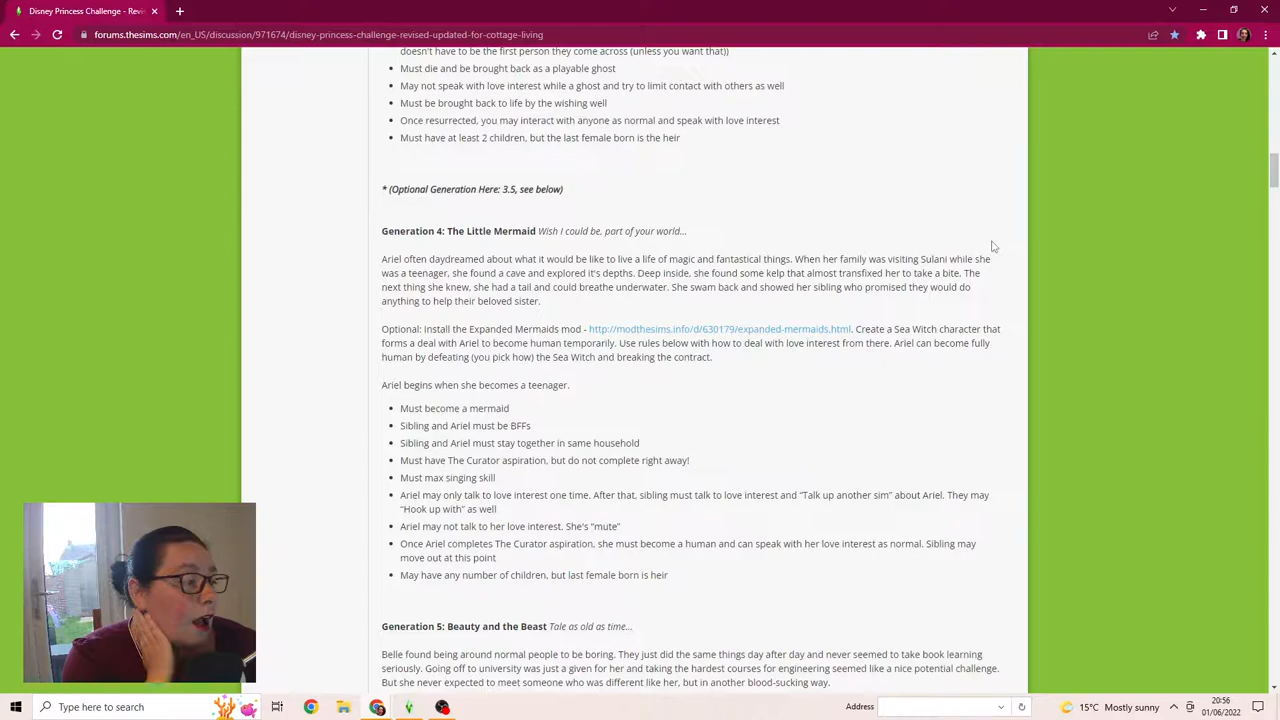 Disney Princess Challenge Revis
forums.thesims.com/en_US/discussion/971674/disney-princess-challenge-revised-updated-for-cottage-living
doesn't have to be the first person they come across (unless you want that))
• Must die and be brought back as a playable ghost
• May not speak with love interest while a ghost and try to limit contact with others as well
• Must be brought back to life by the wishing well
• Once resurrected, you may interact with anyone as normal and speak with love interest
• Must have at least 2 children, but the last female born is the heir
* (Optional Generation Here: 3.5, see below)
Generation 4: The Little Mermaid Wish I could be, part of your world...
Ariel often daydreamed about what it would be like to live a life of magic and fantastical things. When her family was visiting Sulani while she
was a teenager, she found a cave and explored it's depths. Deep inside, she found some kelp that almost transfixed her to take a bite. The
next thing she knew, she had a tail and could breathe underwater. She swam back and showed her sibling who promised they would do
anything to help their beloved sister.
Optional: Install the Expanded Mermaids mod - http://modthesims.info/d/630179/expanded-mermaids.html. Create a Sea Witch character that
forms a deal with Ariel to become human temporarily. Use rules below with how to deal with love interest from there. Ariel can become fully
human by defeating (you pick how) the Sea Witch and breaking the contract.
Ariel begins when she becomes a teenager.
• Must become a mermaid
• Sibling and Ariel must be BFFs
• Sibling and Ariel must stay together in same household
• Must have The Curator aspiration, but do not complete right away!
• Must max singing skill
• Ariel may only talk to love interest one time. After that, sibling must talk to love interest and “Talk up another sim” about Ariel. They may
“Hook up with” as well
• Ariel may not talk to her love interest. She's “mute”
• Once Ariel completes The Curator aspiration, she must become a human and can speak with her love interest as normal. Sibling may
move out at this point
• May have any number of children, but last female born is heir
Generation 5: Beauty and the Beast Tale as old as time...
Belle found being around normal people to be boring. They just did the same things day after day and never seemed to take book learning
seriously. Going off to university was just a given for her and taking the hardest courses for engineering seemed like a nice potential challenge.
But she never expected to meet someone who was different like her, but in another blood-sucking way.
Type here to search
Address
15°C Mostly sunny
20:56
01/06/2022